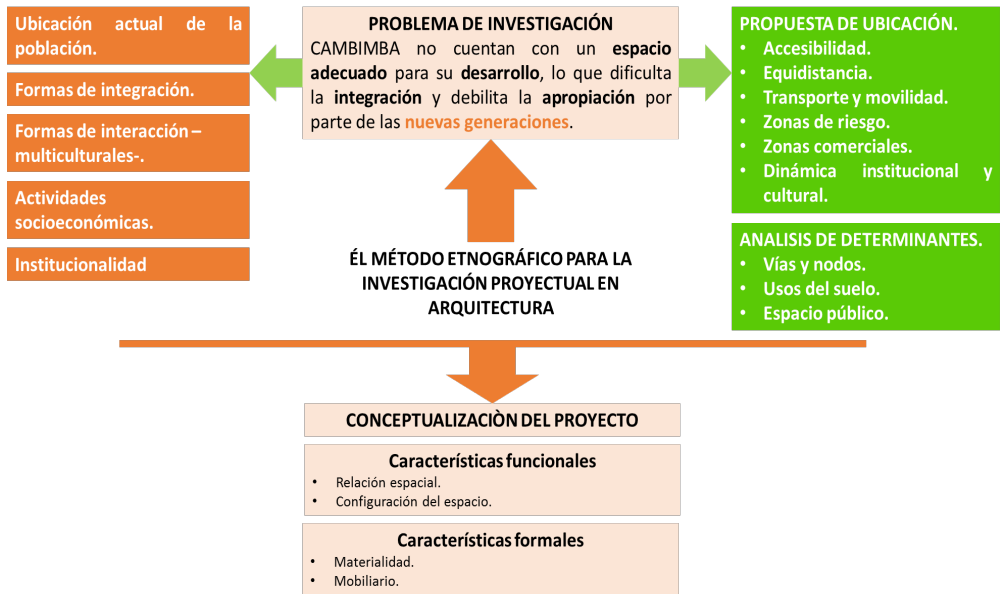 Ubicación actual de la
población.
Formas de integración.
Formas de interacción –
multiculturales-.
Actividades
socioeconómicas.
Institucionalidad
PROBLEMA DE INVESTIGACIÓN
CAMBIMBA no cuentan con un espacio
adecuado para su desarrollo, lo que dificulta
la integración y debilita la apropiación por
parte de las nuevas generaciones.
PROPUESTA DE UBICACIÓN.
• Accesibilidad.
• Equidistancia.
• Transporte y movilidad.
• Zonas de riesgo.
• Zonas comerciales.
• Dinámica institucional y
cultural.
ANALISIS DE DETERMINANTES.
• Vías y nodos.
• Usos del suelo.
• Espacio público.
ÉL MÉTODO ETNOGRÁFICO PARA LA
INVESTIGACIÓN PROYECTUAL EN
ARQUITECTURA
CONCEPTUALIZACIÒN DEL PROYECTO
Características funcionales
• Relación espacial.
• Configuración del espacio.
Características formales
• Materialidad.
• Mobiliario.